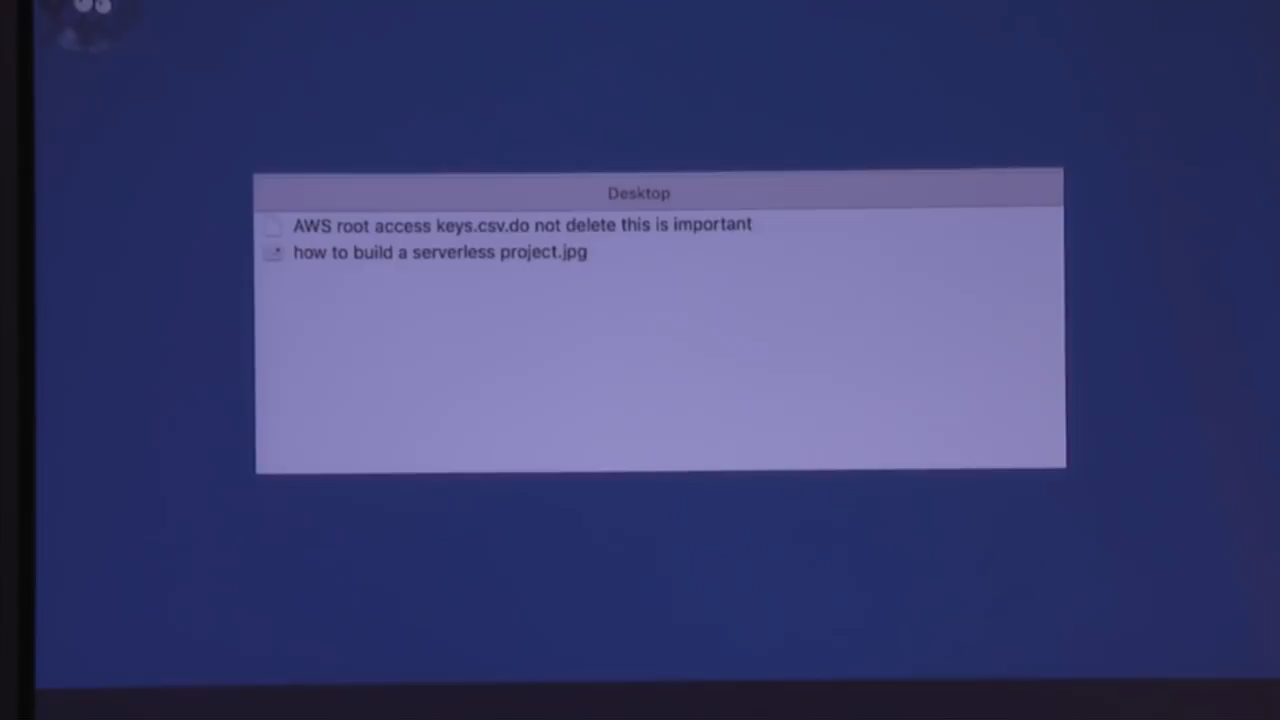 Desktop
AWS root access keys.csv.do not delete this is important
how to build a serverless project.jpg